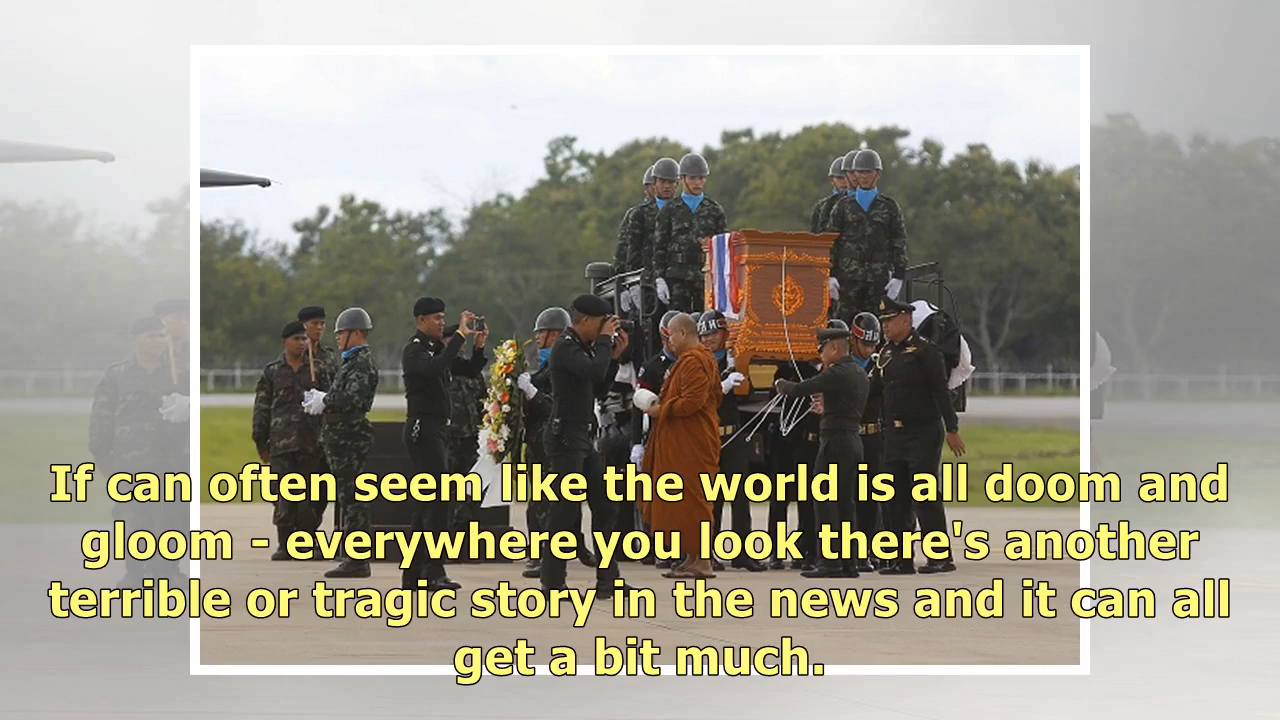 If can often seem like the world is all doom and
gloom - everywhere you look there's another
terrible or tragic story in the news and it can all
get a bit much.